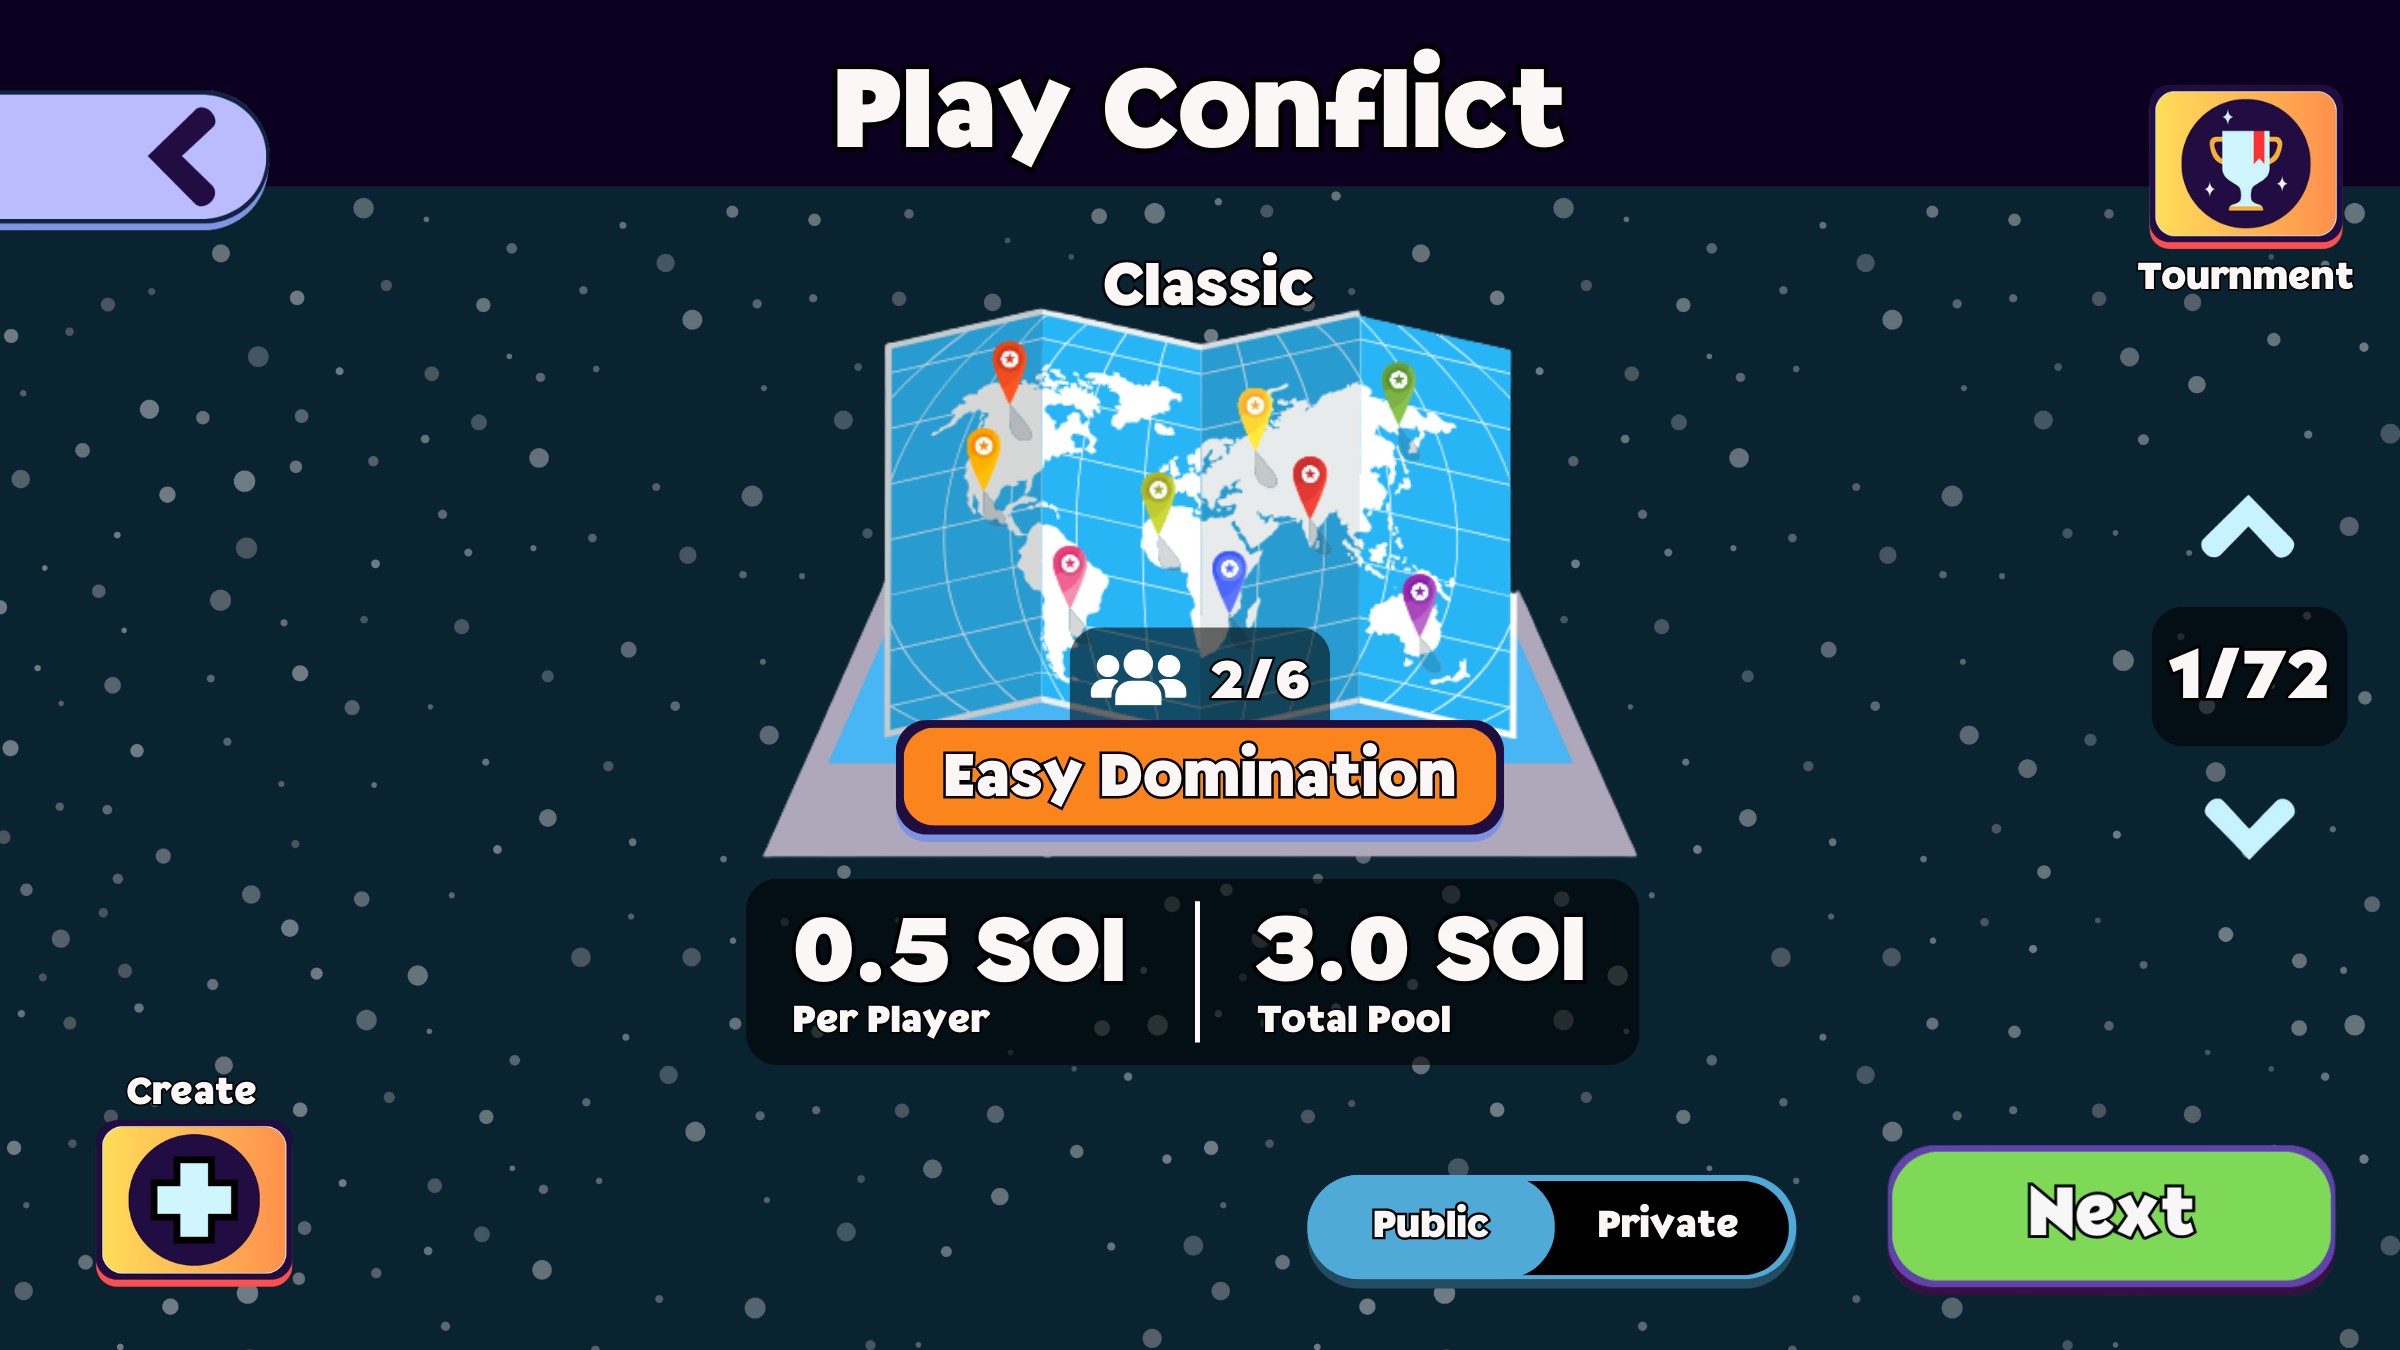 Play Conflict
Tournment
Classic
2/6
Easy Domination
1/72
0.5 SOl
Per Player
3.0 SOl
Total Pool
Create
Public
Private
Next